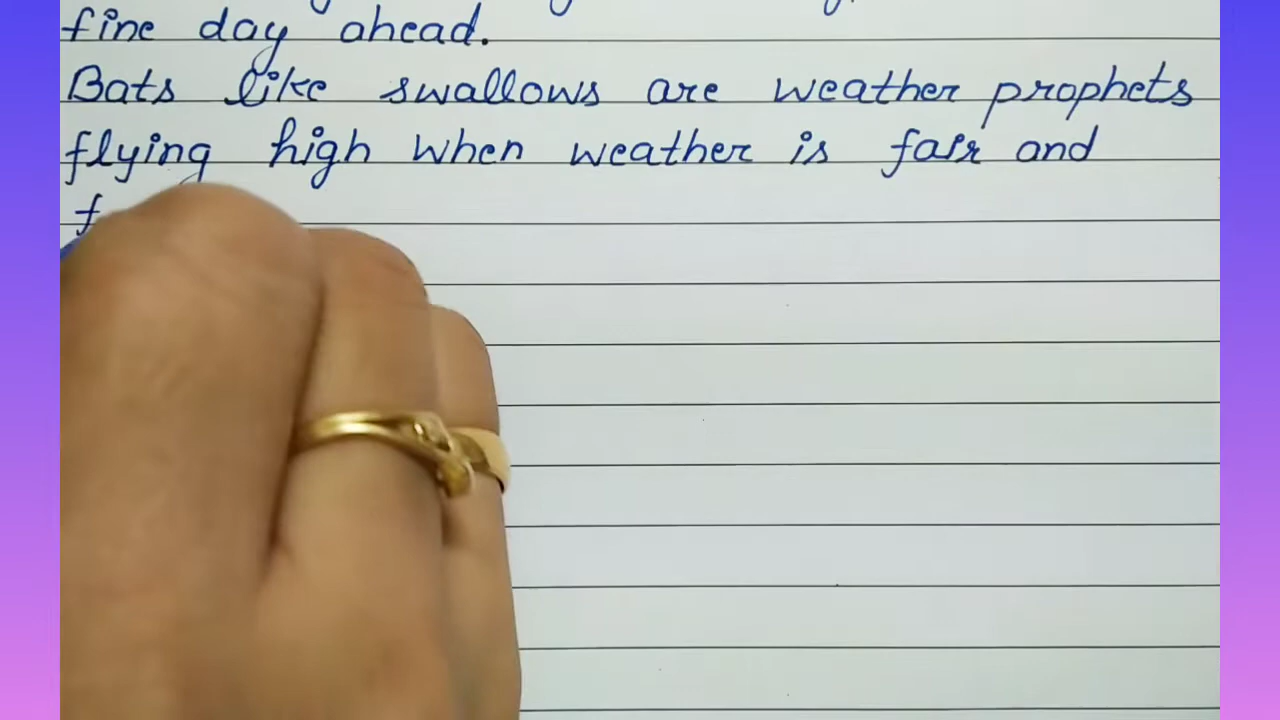 fine day ahead.
Bats like swallows are weather prophets
flying high when weather is fair and
f